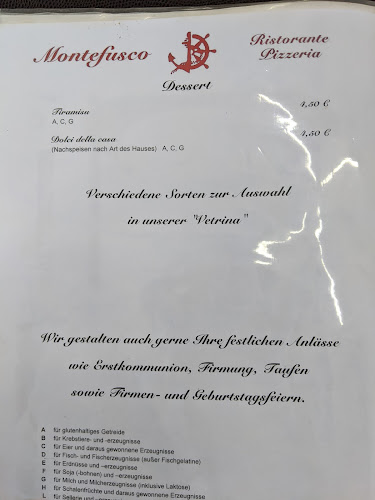 Montefusco
Ristorante
Pizzeria
Dessert
Tiramisu 4,50 €
A, C, G
Dolci della casa 4,50 €
(Nachspeisen nach Art des Hauses) A, C, G
Verschiedene Sorten zur Auswahl
in unserer "Vetrina"
Wir gestalten auch gerne Ihre festlichen Anlässe
wie Erstkommunion, Firmung, Taufen
sowie Firmen- und Geburtstagsfeiern.
A für glutenhaltiges Getreide
B für Krebstiere- und -erzeugnisse
C für Eier und daraus gewonnene Erzeugnisse
D für Fisch- und Fischerzeugnisse (außer Fischgelatine)
E für Erdnüsse und –erzeugnisse
F für Soja (-bohnen) und –erzeugnisse
G für Milch und Milcherzeugnisse (inklusive Laktose)
H für Schalenfrüchte und daraus gewonnene Erzeugnisse
L für Sellerie und